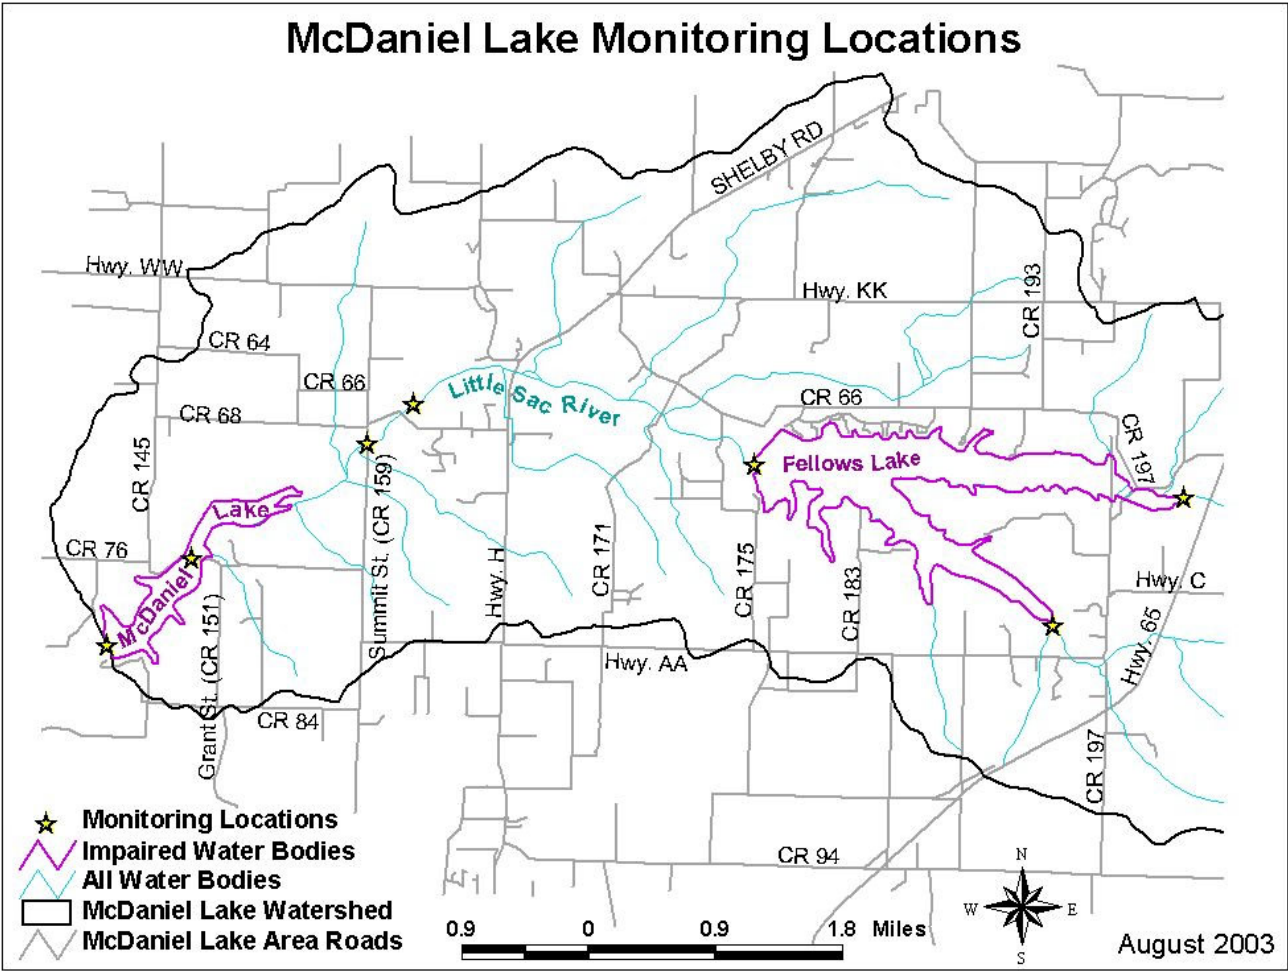 McDaniel Lake Monitoring Locations
SHELBY RD
Hwy. WW
Hwy. KK
CR 193
CR 64
CR 66
Little Sac River
CR 66
CR 68
CR 197
CR 145
Fellows Lake
Summit St. (CR 159)
Lake
CR 76
McDaniel
Hwy. H
CR 171
CR 175
CR 183
Hwy. C
Hwy. 65
Grant St. (CR 151)
Hwy. AA
CR 84
CR 197
CR 94
Monitoring Locations
Impaired Water Bodies
All Water Bodies
McDaniel Lake Watershed
McDaniel Lake Area Roads
0.9 0 0.9 1.8 Miles
N
W E
S
August 2003